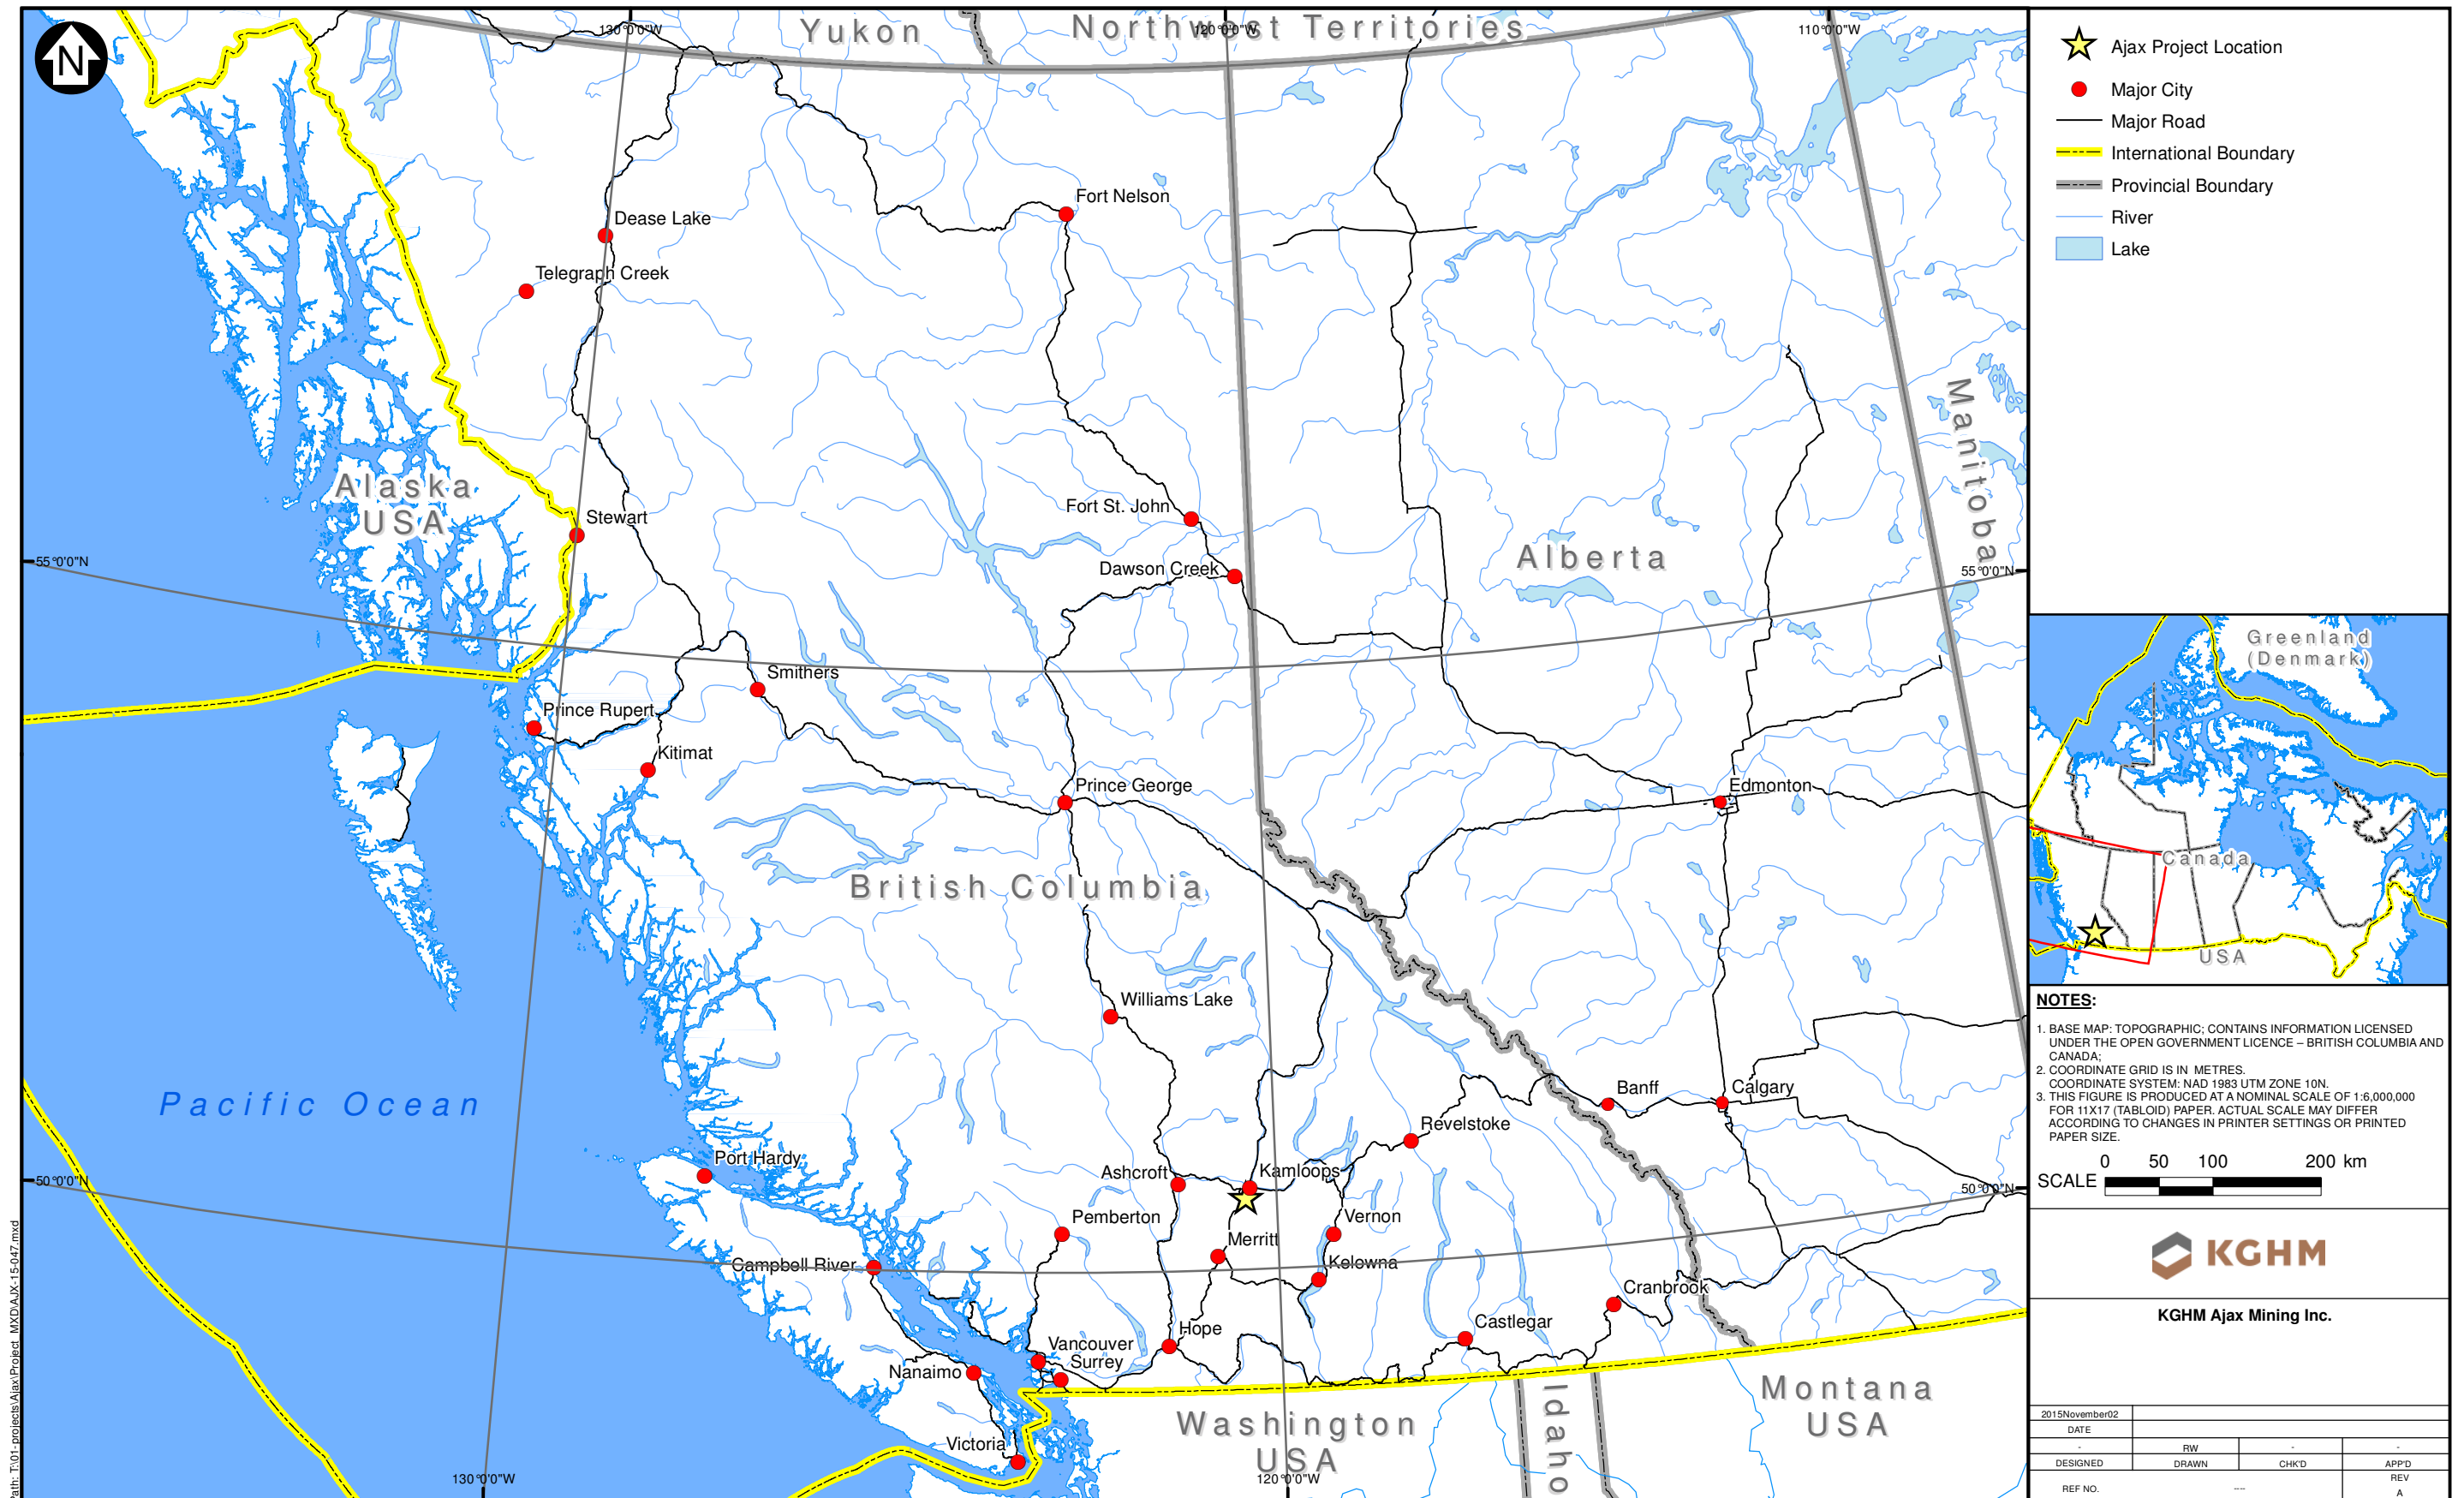 N
Yukon
Northwest Territories
130°0'0"W
120°0'0"W
110°0'0"W
Fort Nelson
Dease Lake
Telegraph Creek
Manitoba
Alaska
USA
Stewart
Fort St. John
Alberta
Dawson Creek
55°0'0"N
55°0'0"N
Smithers
Prince Rupert
Kitimat
Prince George
Edmonton
British Columbia
Williams Lake
Pacific Ocean
Banff
Calgary
Revelstoke
Port Hardy
Ashcroft
Kamloops
50°0'0"N
50°0'0"N
Pemberton
Vernon
Merritt
Campbell River
Kelowna
Cranbrook
Castlegar
Hope
Vancouver
Surrey
Nanaimo
Montana
USA
Idaho
Washington
USA
Victoria
130°0'0"W
120°0'0"W
Path: T:\01-projects\Ajax\Project_MXD\AJX-15-047.mxd
Ajax Project Location
Major City
Major Road
International Boundary
Provincial Boundary
River
Lake
Greenland
(Denmark)
Canada
USA
NOTES:
1. BASE MAP: TOPOGRAPHIC; CONTAINS INFORMATION LICENSED
UNDER THE OPEN GOVERNMENT LICENCE – BRITISH COLUMBIA AND
CANADA;
2. COORDINATE GRID IS IN METRES.
COORDINATE SYSTEM: NAD 1983 UTM ZONE 10N.
3. THIS FIGURE IS PRODUCED AT A NOMINAL SCALE OF 1:6,000,000
FOR 11X17 (TABLOID) PAPER. ACTUAL SCALE MAY DIFFER
ACCORDING TO CHANGES IN PRINTER SETTINGS OR PRINTED
PAPER SIZE.
0 50 100 200 km
SCALE
KGHM
KGHM Ajax Mining Inc.
2015November02
DATE
- RW - -
DESIGNED DRAWN CHK'D APP'D
REF NO. ---- REV
A